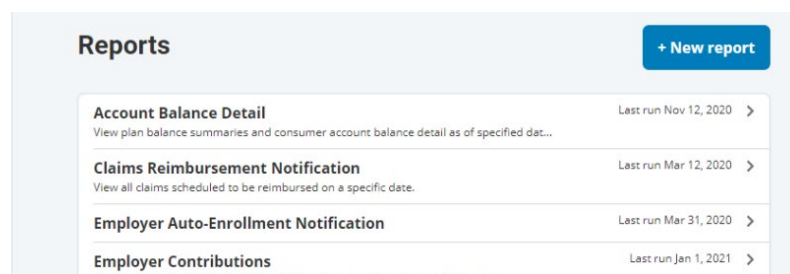 Reports
+ New report
Account Balance Detail
Last run Nov 12, 2020
View plan balance summaries and consumer account balance detail as of specified dat...
Claims Reimbursement Notification
Last run Mar 12, 2020
View all claims scheduled to be reimbursed on a specific date.
Employer Auto-Enrollment Notification
Last run Mar 31, 2020
Employer Contributions
Last run Jan 1, 2021